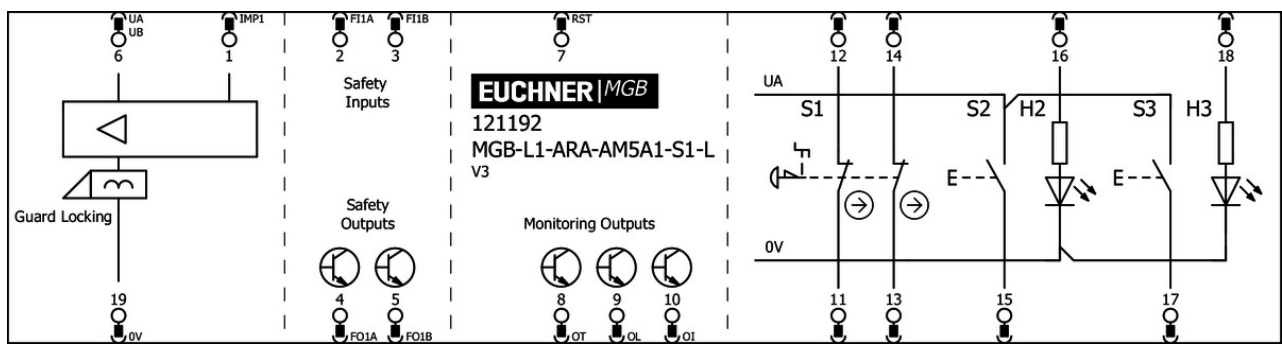 UA IMP1 FI1A FI1B RST
UB
6 1 2 3 7 12 14 16 18
Safety
Inputs
EUCHNER MGB
121192
MGB-L1-ARA-AM5A1-S1-L
V3
UA
S1 S2 H2 S3 H3
E E
Guard Locking
Safety
Outputs
Monitoring Outputs
0V
19 4 5 8 9 10 11 13 15 17
0V FO1A FO1B OT OL OI